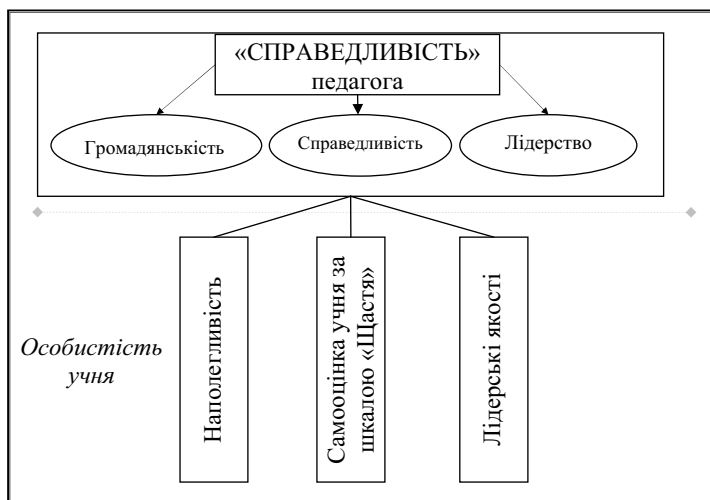 «СПРАВЕДЛИВІСТЬ»
педагога
Громадянськість
Справедливість
Лідерство
Особистість
учня
Наполегливість
Самооцінка учня за
шкалою «Щастя»
Лідерські якості